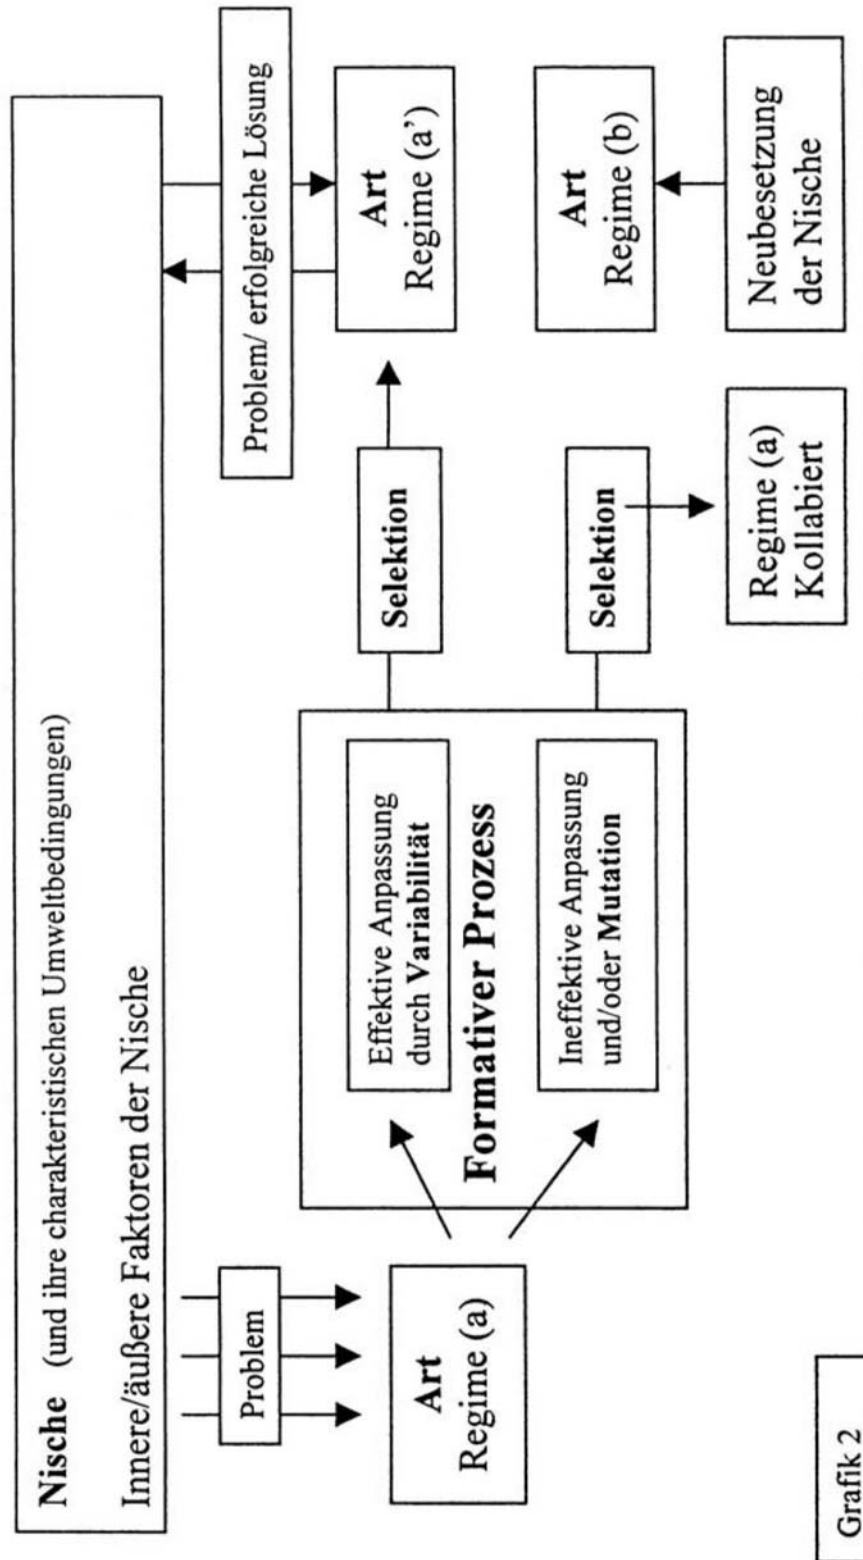 Nische (und ihre charakteristischen Umweltbedingungen)
Innere/äußere Faktoren der Nische
Problem
Problem/ erfolgreiche Lösung
Art
Regime (a)
Formativer Prozess
Effektive Anpassung
durch Variabilität
Ineffektive Anpassung
und/oder Mutation
Selektion
Selektion
Art
Regime (a’)
Art
Regime (b)
Regime (a)
Kollabiert
Neubesetzung
der Nische
Grafik 2